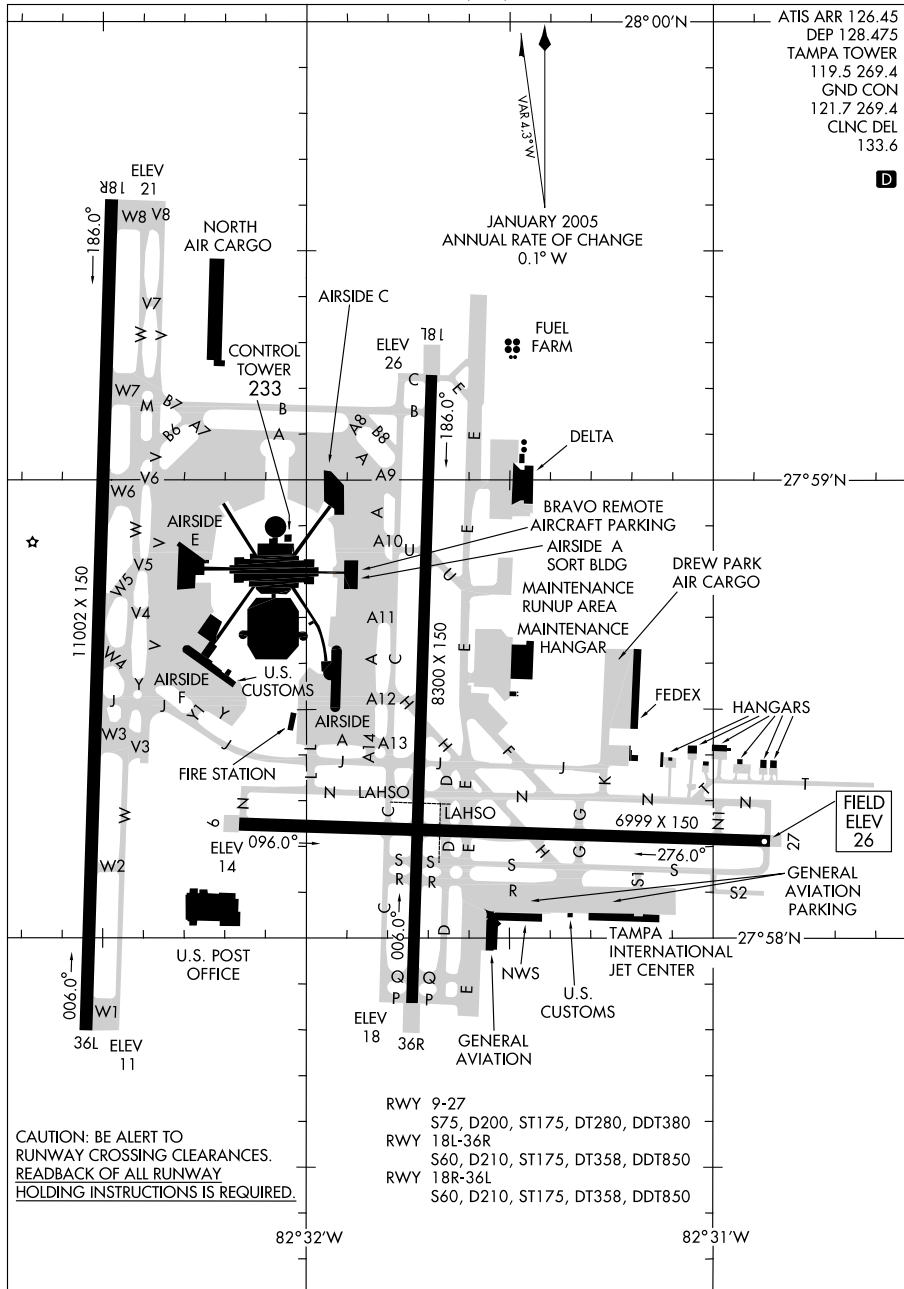 28°00'N
ATIS ARR 126.45
DEP 128.475
TAMPA TOWER
119.5 269.4
GND CON
121.7 269.4
CLNC DEL
133.6
D
VAR 4.3° W
JANUARY 2005
ANNUAL RATE OF CHANGE
0.1° W
18R
ELEV
21
186.0°
W8 V8
NORTH
AIR CARGO
V7
W
V
AIRSIDE C
CONTROL
TOWER
233
ELEV
26
18L
FUEL
FARM
W7
M
B7
B
C
E
B6
A7
A
A8
B8
B
186.0°
E
DELTA
V
V6
A
A9
27°59'N
W6
W
V
AIRSIDE
E
A
A10
U
U
E
BRAVO REMOTE
AIRCRAFT PARKING
AIRSIDE A
SORT BLDG
DREW PARK
AIR CARGO
MAINTENANCE
RUNUP AREA
MAINTENANCE
HANGAR
11002 X 150
W5
V5
V4
V
W4
A11
A
C
8300 X 150
E
U.S.
CUSTOMS
AIRSIDE
Y
J
J
F
Y1
Y
A12
H
FEDEX
HANGARS
AIRSIDE
W3
V3
J
FIRE STATION
L
L
A
J
A14
A13
H
J
D
E
F
J
K
T
T
N
N
LAHSO
LAHSO
N
N
N
N1
G
G
6999 X 150
FIELD
ELEV
26
9
27
ELEV
14
096.0°
276.0°
C
D
E
H
W
W2
S
R
S
R
S
R
S1
S
S2
GENERAL
AVIATION
PARKING
C
006.0°
D
U.S. POST
OFFICE
NWS
U.S.
CUSTOMS
TAMPA
INTERNATIONAL
JET CENTER
27°58'N
006.0°
W1
Q
P
Q
P
E
36L
ELEV
11
ELEV
18
36R
GENERAL
AVIATION
RWY 9-27
S75, D200, ST175, DT280, DDT380
RWY 18L-36R
S60, D210, ST175, DT358, DDT850
RWY 18R-36L
S60, D210, ST175, DT358, DDT850
CAUTION: BE ALERT TO
RUNWAY CROSSING CLEARANCES.
READBACK OF ALL RUNWAY
HOLDING INSTRUCTIONS IS REQUIRED.
82°32'W
82°31'W